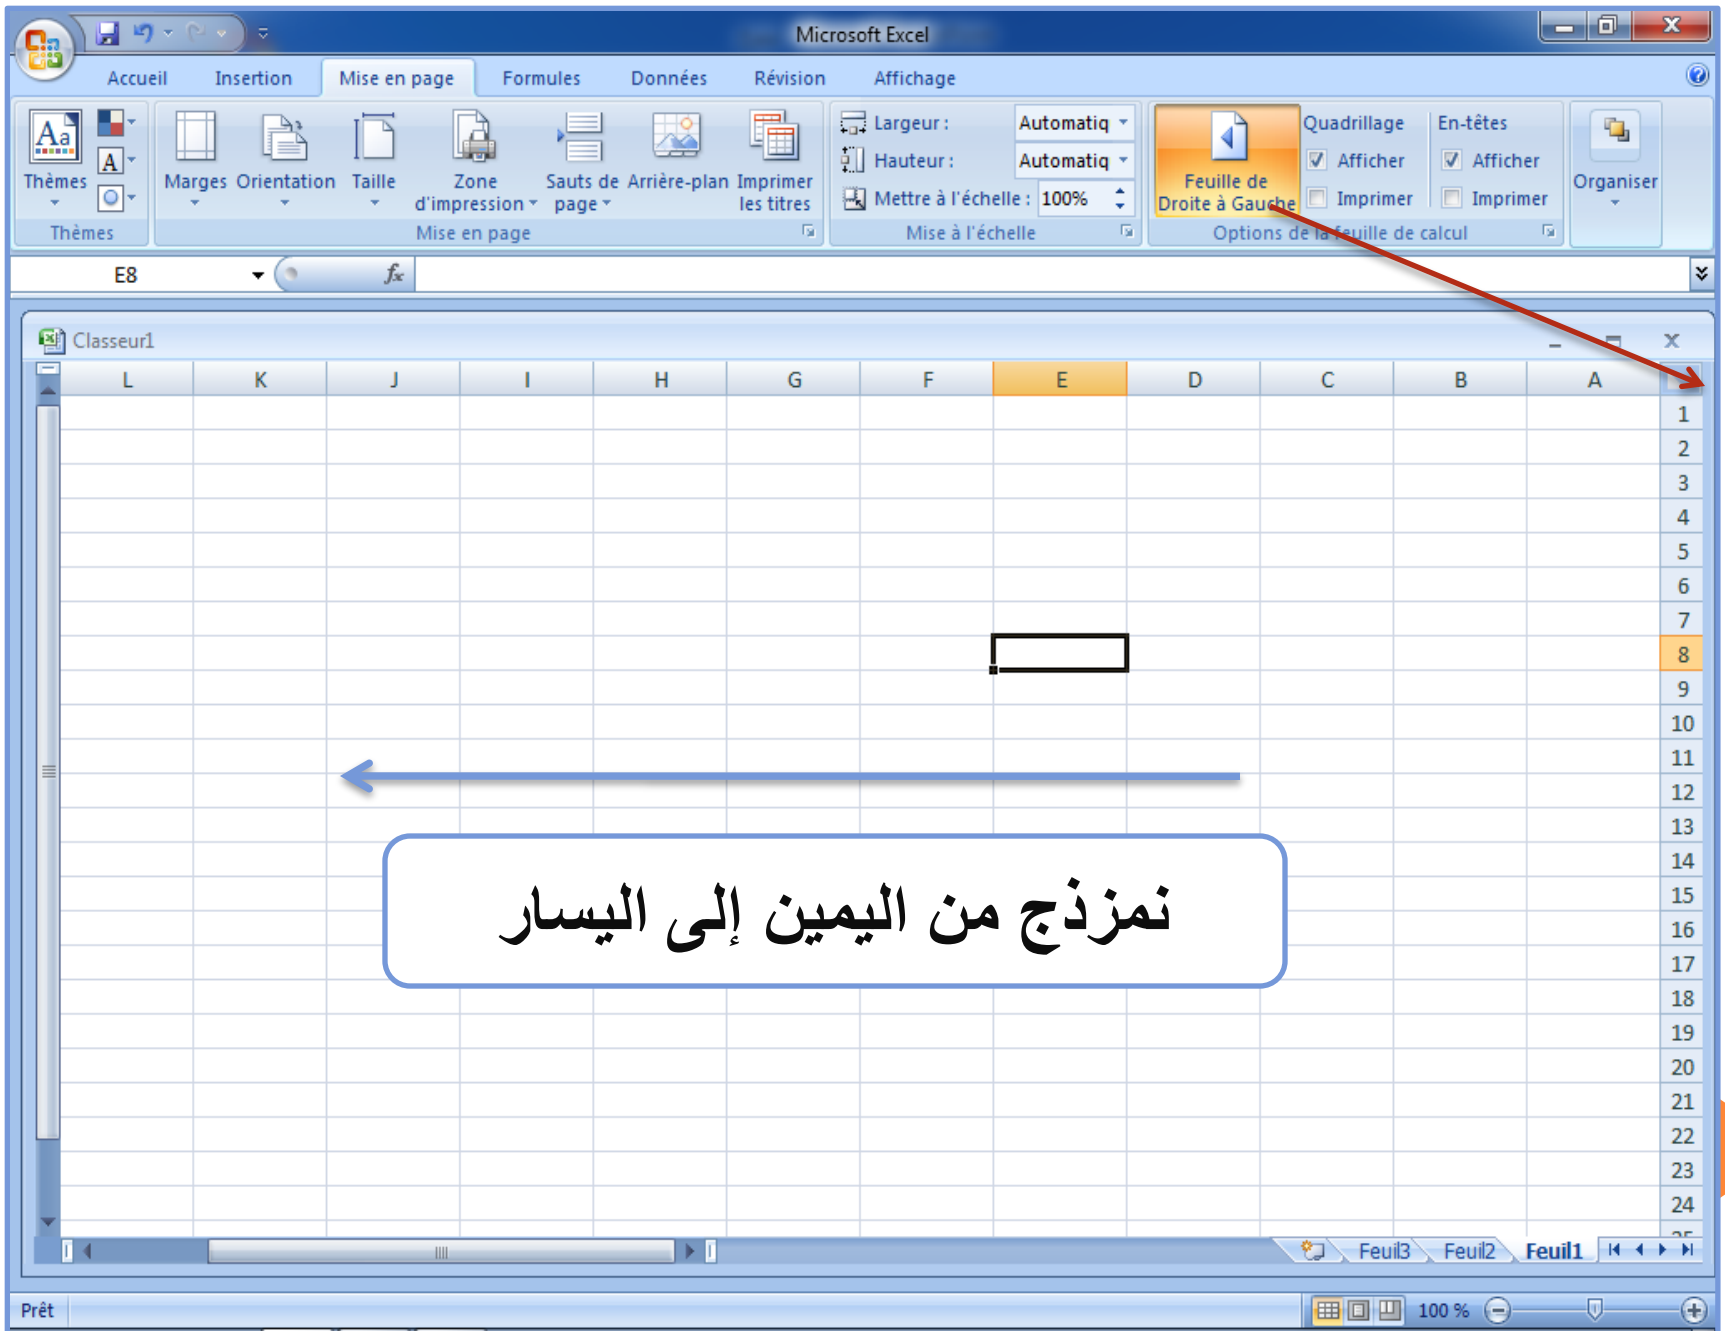 Microsoft Excel
Accueil Insertion Mise en page Formules Données Révision Affichage
Largeur : Automatiq
Hauteur : Automatiq
Mettre à l'échelle : 100%
Quadrillage En-têtes
Afficher Afficher
Imprimer Imprimer
Thèmes Marges Orientation Taille Zone d'impression Sauts de page Arrière-plan Imprimer les titres Feuille de Droite à Gauche Organiser
Thèmes Mise en page Mise à l'échelle Options de la feuille de calcul
E8 fx
Classeur1
L K J I H G F E D C B A
1
2
3
4
5
6
7
8
9
10
11
12
13
14
نمزذج من اليمين إلى اليسار
15
16
17
18
19
20
21
22
23
24
Feuil3 Feuil2 Feuil1
Prêt 100 %